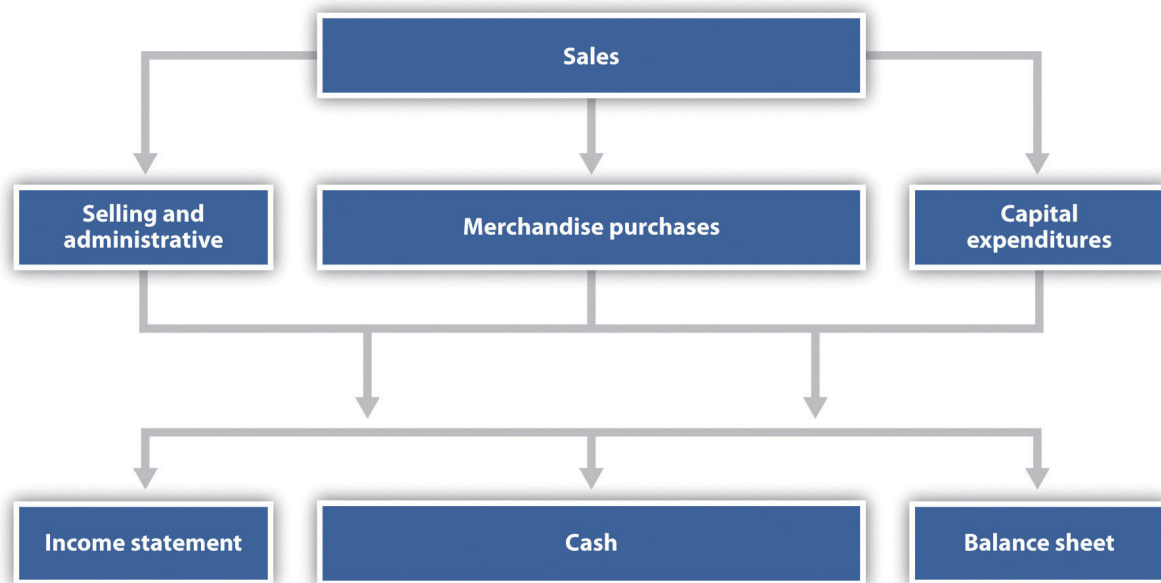 Sales
Selling and
administrative
Merchandise purchases
Capital
expenditures
Income statement
Cash
Balance sheet